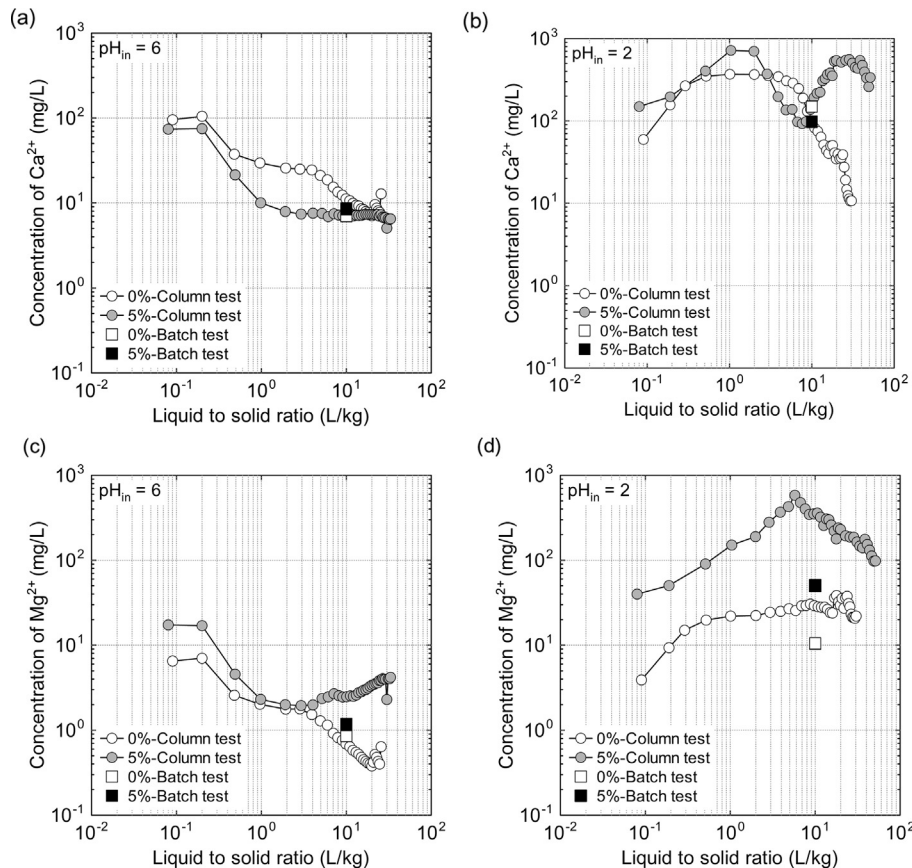 (a)
pHin = 6
Concentration of Ca2+ (mg/L)
10³
10²
10¹
10⁰
10⁻¹
0%-Column test
5%-Column test
0%-Batch test
5%-Batch test
10⁻² 10⁻¹ 10⁰ 10¹ 10²
Liquid to solid ratio (L/kg)
(b)
pHin = 2
Concentration of Ca2+ (mg/L)
10³
10²
10¹
10⁰
10⁻¹
0%-Column test
5%-Column test
0%-Batch test
5%-Batch test
10⁻² 10⁻¹ 10⁰ 10¹ 10²
Liquid to solid ratio (L/kg)
(c)
pHin = 6
Concentration of Mg2+ (mg/L)
10³
10²
10¹
10⁰
10⁻¹
0%-Column test
5%-Column test
0%-Batch test
5%-Batch test
10⁻² 10⁻¹ 10⁰ 10¹ 10²
Liquid to solid ratio (L/kg)
(d)
pHin = 2
Concentration of Mg2+ (mg/L)
10³
10²
10¹
10⁰
10⁻¹
0%-Column test
5%-Column test
0%-Batch test
5%-Batch test
10⁻² 10⁻¹ 10⁰ 10¹ 10²
Liquid to solid ratio (L/kg)